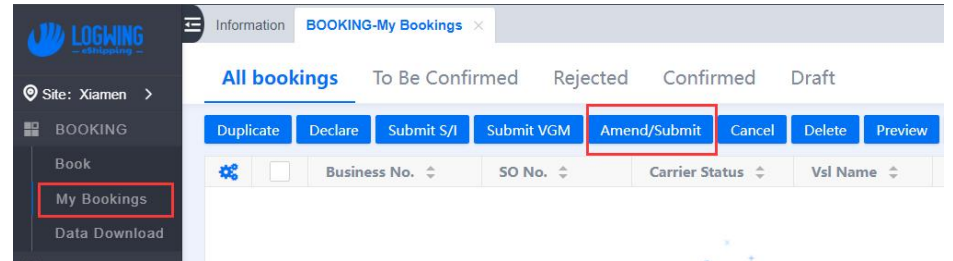 LOGWING
– eShipping –
Information BOOKING-My Bookings ×
Site: Xiamen >
All bookings To Be Confirmed Rejected Confirmed Draft
BOOKING
Duplicate Declare Submit S/I Submit VGM Amend/Submit Cancel Delete Preview
Book
Business No. SO No. Carrier Status Vsl Name
My Bookings
Data Download